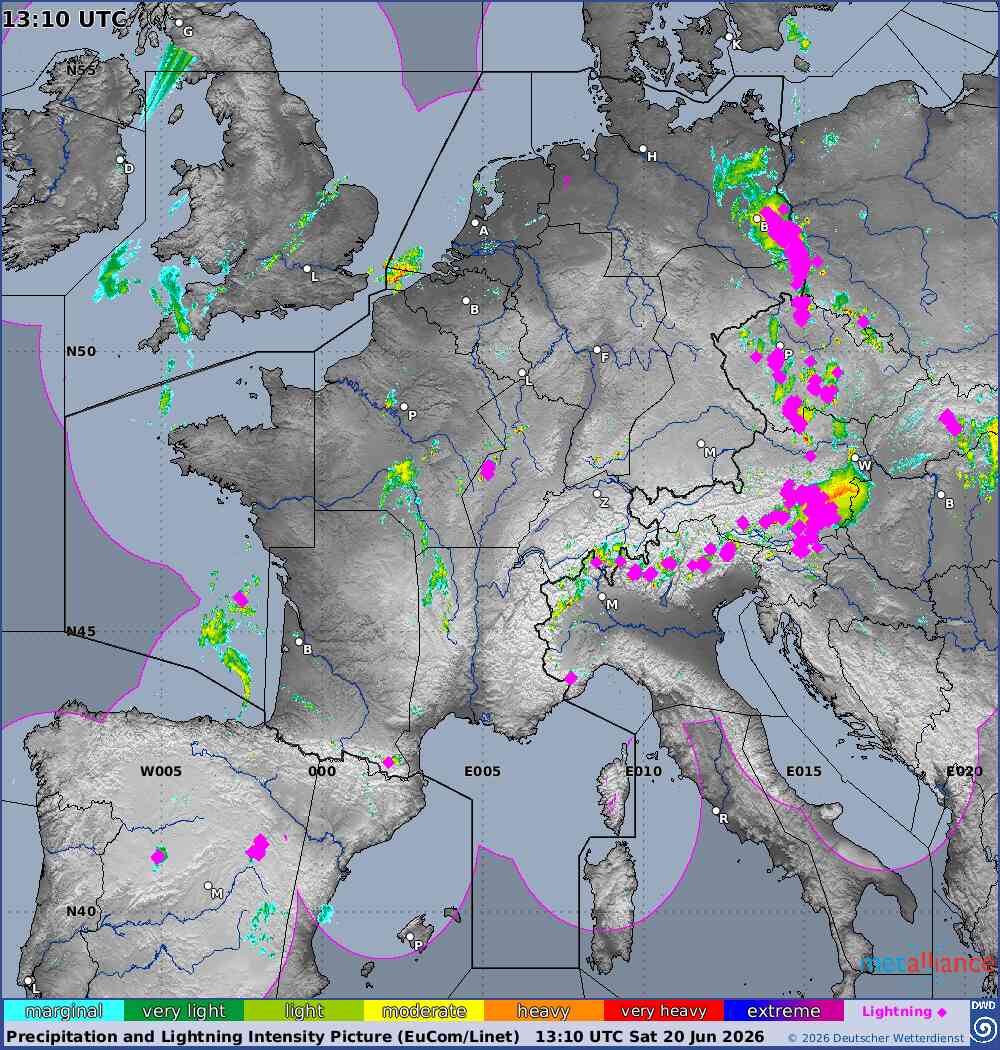 13:10 UTC
G
K
N55
H
D
A
B
L
B
N50
P
F
L
P
M
W
Z
B
M
N45
B
W005
000
E005
E010
E015
E020
R
M
N40
P
L
metalliance
marginal very light light moderate heavy very heavy extreme Lightning
DWD
Precipitation and Lightning Intensity Picture (EuCom/Linet) 13:10 UTC Sat 20 Jun 2026 © 2026 Deutscher Wetterdienst